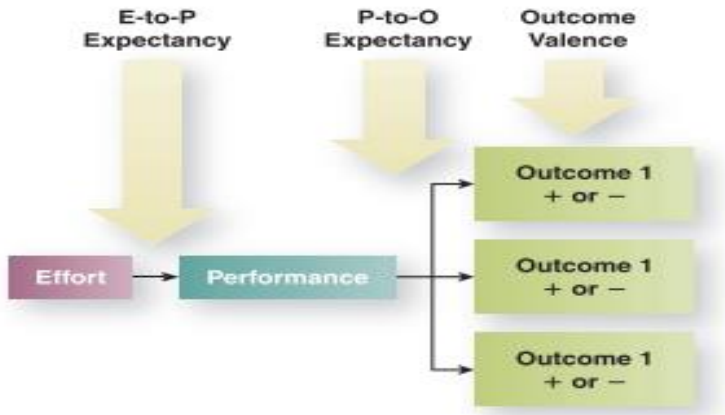 E-to-P
Expectancy
P-to-O
Expectancy
Outcome
Valence
Effort
Performance
Outcome 1
+ or −
Outcome 1
+ or −
Outcome 1
+ or −